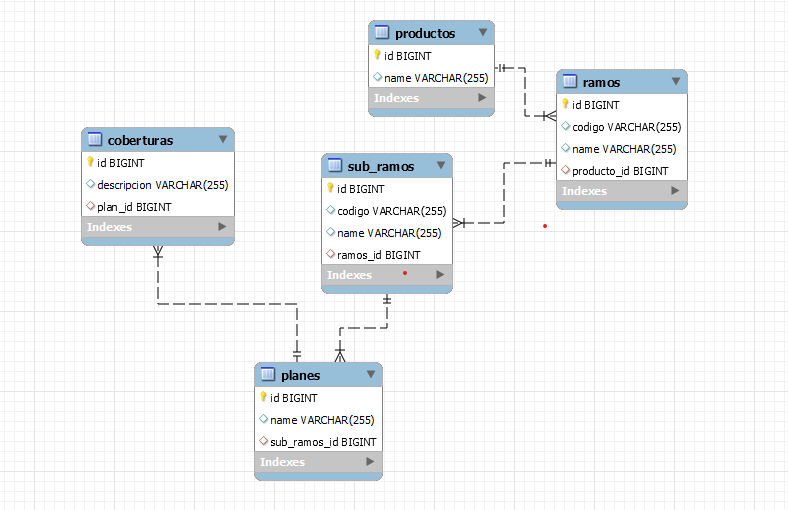 productos
id BIGINT
name VARCHAR(255)
Indexes
ramos
id BIGINT
codigo VARCHAR(255)
name VARCHAR(255)
producto_id BIGINT
Indexes
coberturas
id BIGINT
descripcion VARCHAR(255)
plan_id BIGINT
Indexes
sub_ramos
id BIGINT
codigo VARCHAR(255)
name VARCHAR(255)
ramos_id BIGINT
Indexes
planes
id BIGINT
name VARCHAR(255)
sub_ramos_id BIGINT
Indexes